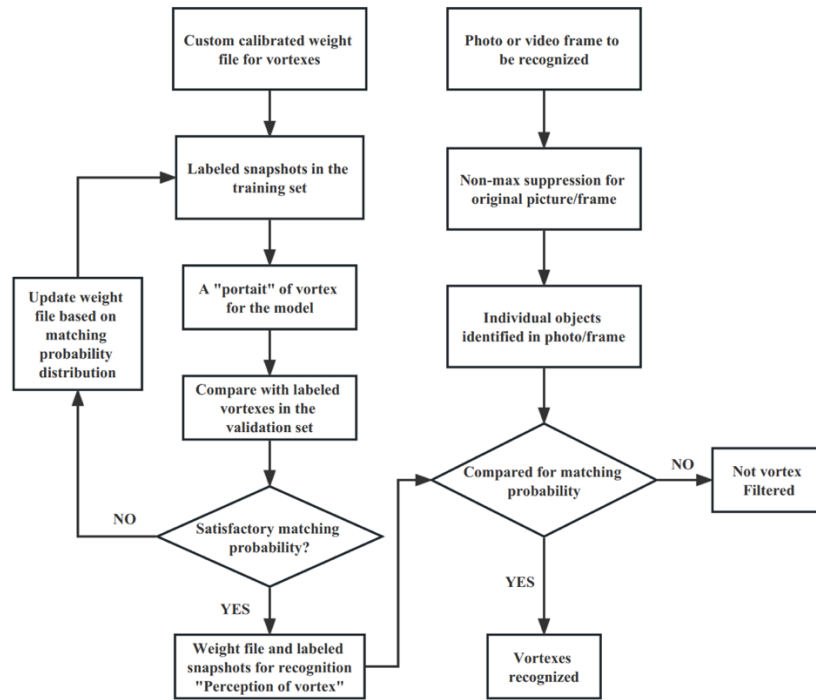 Custom calibrated weight
file for vortexes
Labeled snapshots in the
training set
A "portait" of vortex
for the model
Update weight
file based on
matching
probability
distribution
Compare with labeled
vortexes in the
validation set
NO
Satisfactory matching
probability?
YES
Weight file and labeled
snapshots for recognition
"Perception of vortex"
Photo or video frame to
be recognized
Non-max suppression for
original picture/frame
Individual objects
identified in photo/frame
Compared for matching
probability
NO
Not vortex
Filtered
YES
Vortexes
recognized